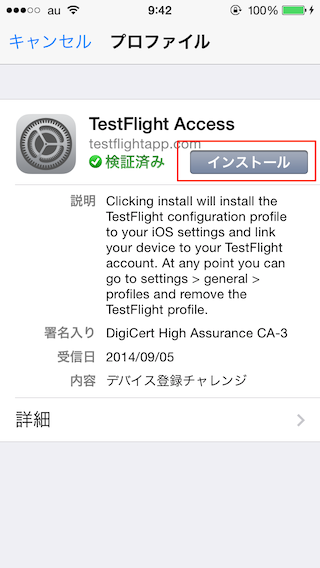 au 9:42 100%
キャンセル プロファイル
TestFlight Access
testflightapp.com
検証済み インストール
説明 Clicking install will install the
TestFlight configuration profile
to your iOS settings and link
your device to your TestFlight
account. At any point you can
go to settings > general >
profiles and remove the
TestFlight profile.
署名入り DigiCert High Assurance CA-3
受信日 2014/09/05
内容 デバイス登録チャレンジ
詳細